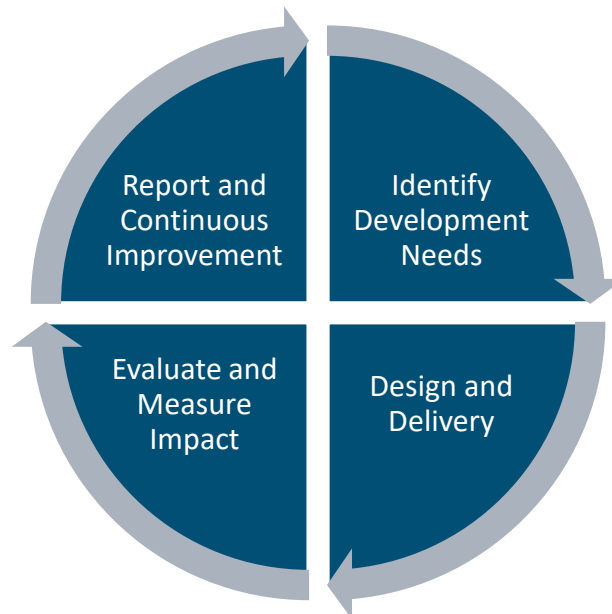 Report and
Continuous
Improvement
Identify
Development
Needs
Evaluate and
Measure
Impact
Design and
Delivery